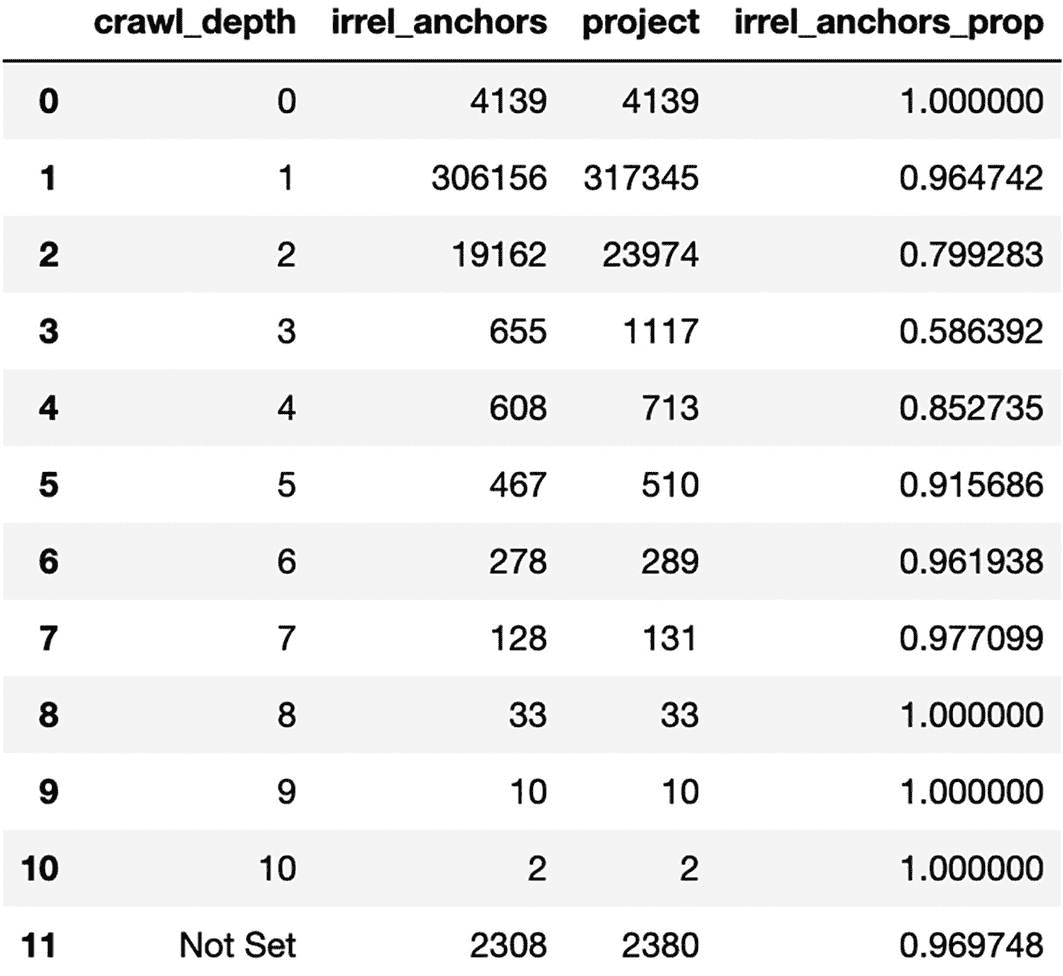 crawl_depth irrel_anchors project irrel_anchors_prop
0 0 4139 4139 1.000000
1 1 306156 317345 0.964742
2 2 19162 23974 0.799283
3 3 655 1117 0.586392
4 4 608 713 0.852735
5 5 467 510 0.915686
6 6 278 289 0.961938
7 7 128 131 0.977099
8 8 33 33 1.000000
9 9 10 10 1.000000
10 10 2 2 1.000000
11 Not Set 2308 2380 0.969748